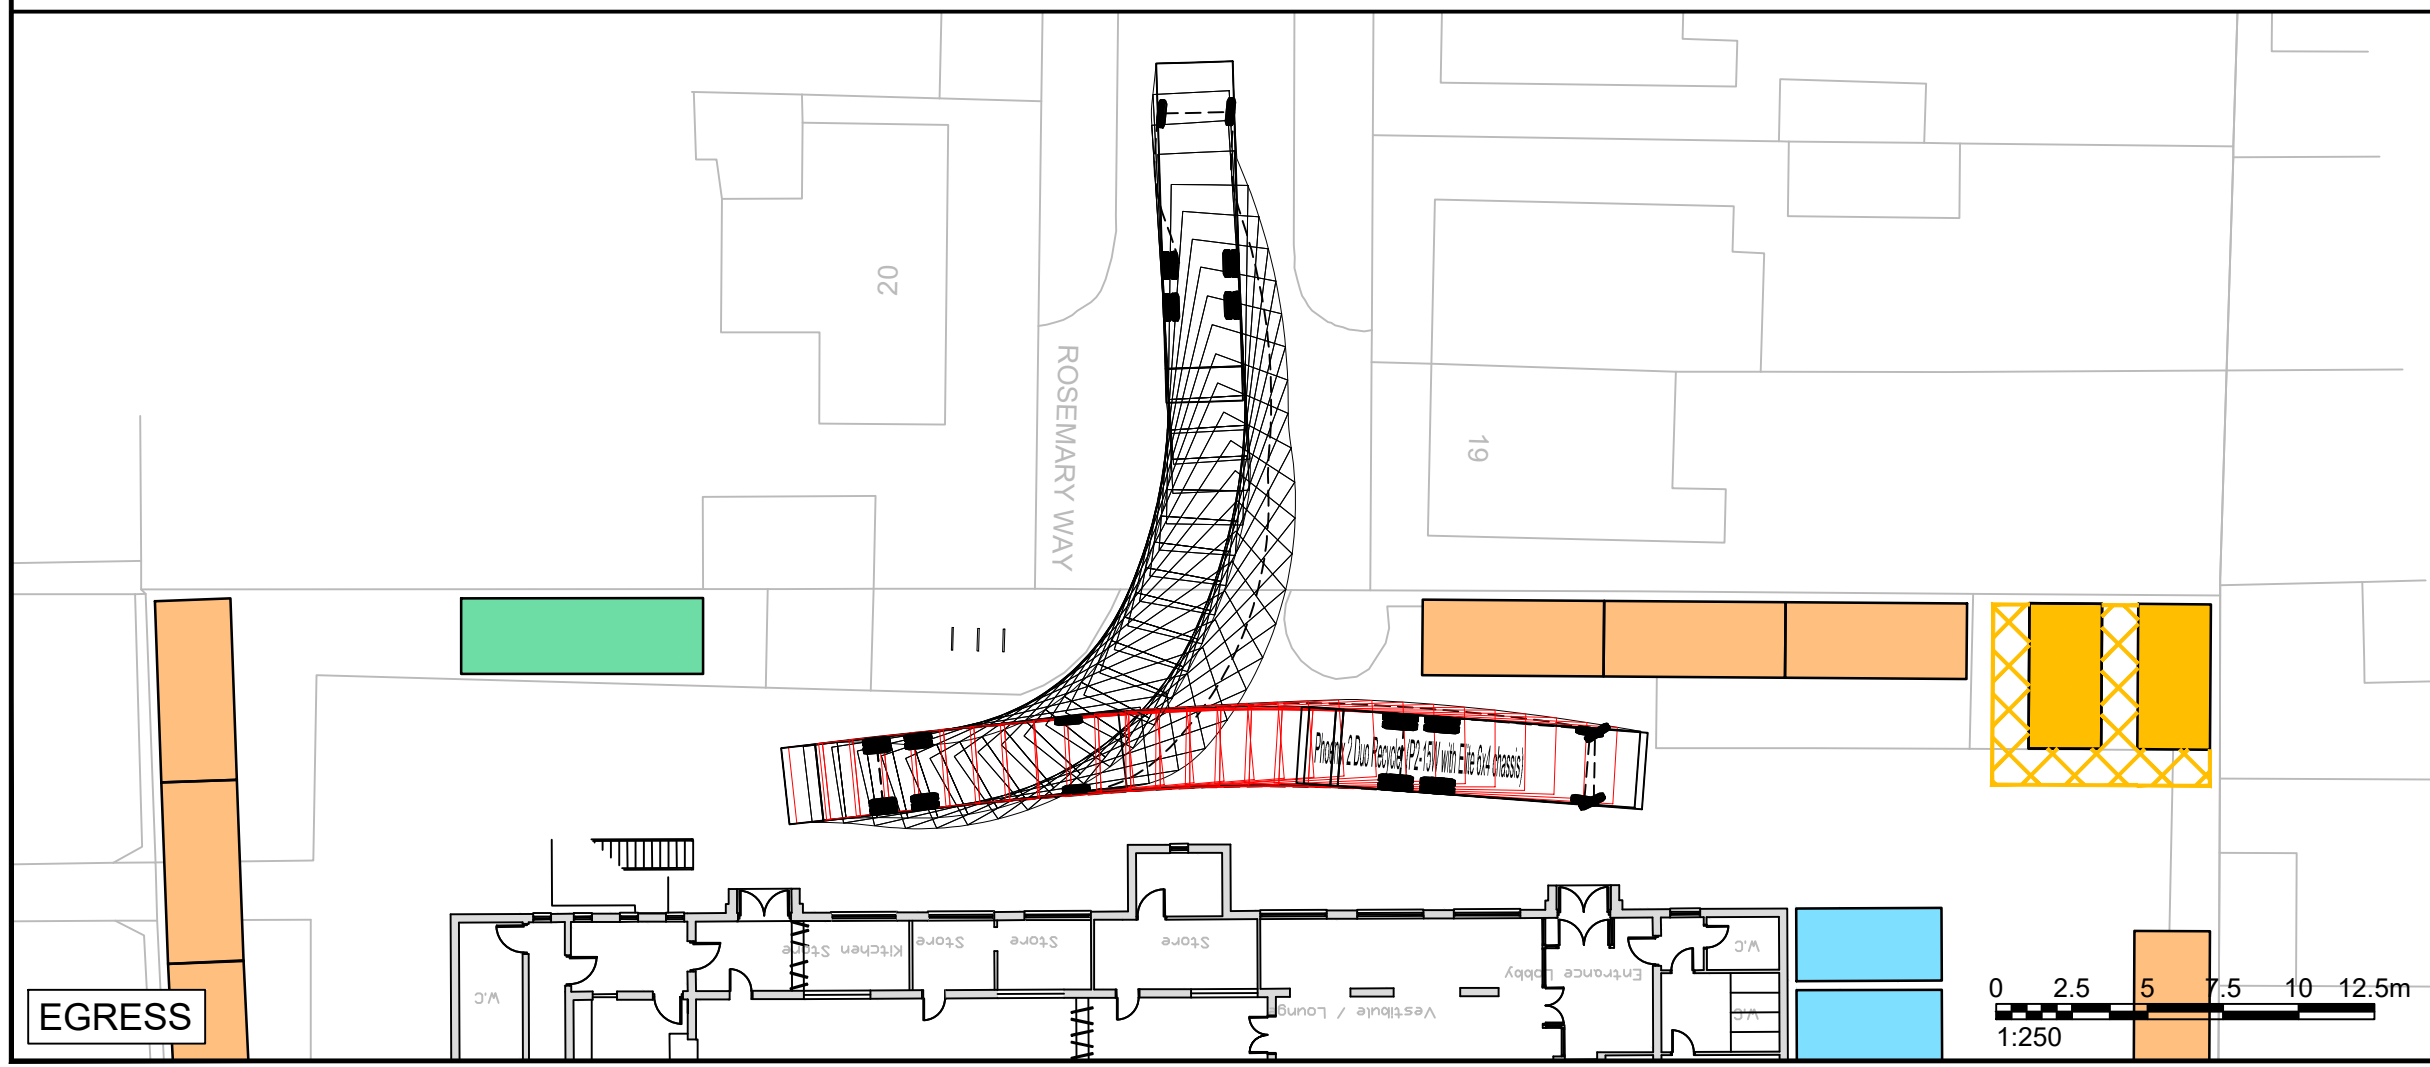 20
ROSEMARY WAY
19
Phoenix 2 Duo Recycler (P2-15W with Elite 6x4 chassis)
Kitchen Store
Store
Store
Store
W.C
Entrance Lobby
Vestibule / Lounge
W.C
W.C
EGRESS
0 2.5 5 7.5 10 12.5m
1:250